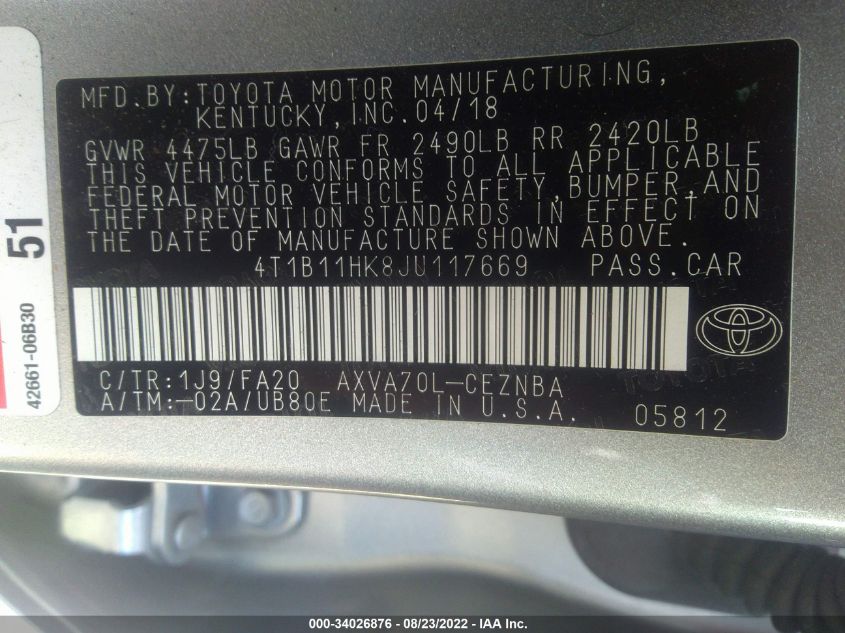 MFD.BY:TOYOTA MOTOR MANUFACTURING,
KENTUCKY,INC.04/18
GVWR 4475LB GAWR FR 2490LB RR 2420LB
THIS VEHICLE CONFORMS TO ALL APPLICABLE
FEDERAL MOTOR VEHICLE SAFETY,BUMPER,AND
THEFT PREVENTION STANDARDS IN EFFECT ON
THE DATE OF MANUFACTURE SHOWN ABOVE.
4T1B11HK8JU117669 PASS.CAR
C/TR:1J9/FA20 AXVA70L-CEZNBA
A/TM:-02A/UB80E MADE IN U.S.A. 05812
51
42661-06B30
000-34026876 - 08/23/2022 - IAA Inc.